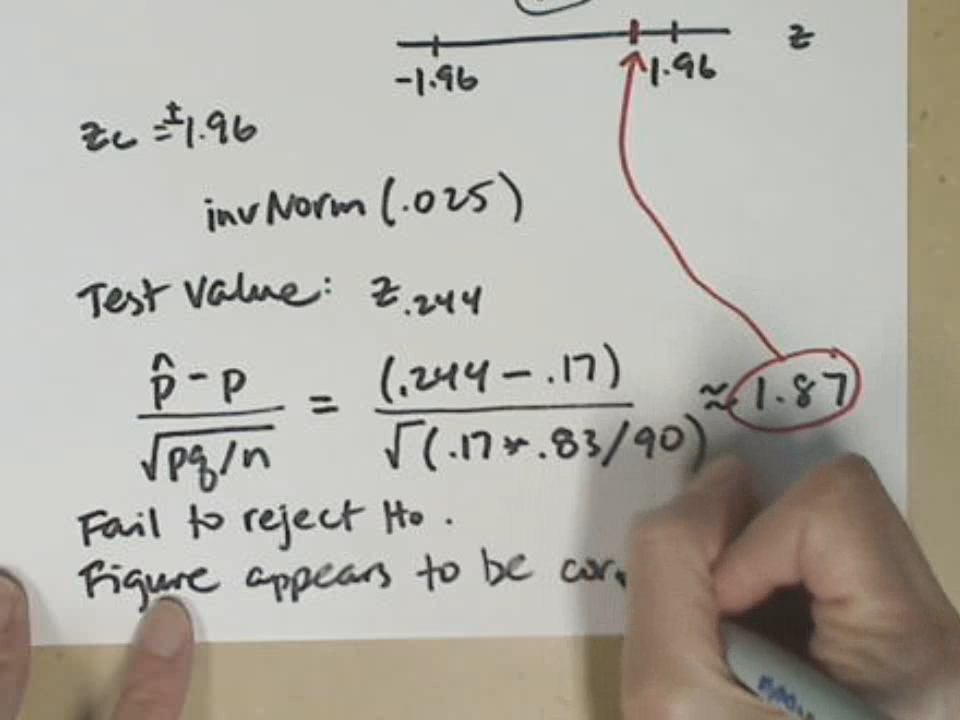 -1.96 1.96 z
zc = ±1.96
invNorm (.025)
Test Value: z.244
p̂ - p / √pq/n = (.244 - .17) / √(.17 * .83/90) ≈ 1.87
Fail to reject Ho.
Figure appears to be cor